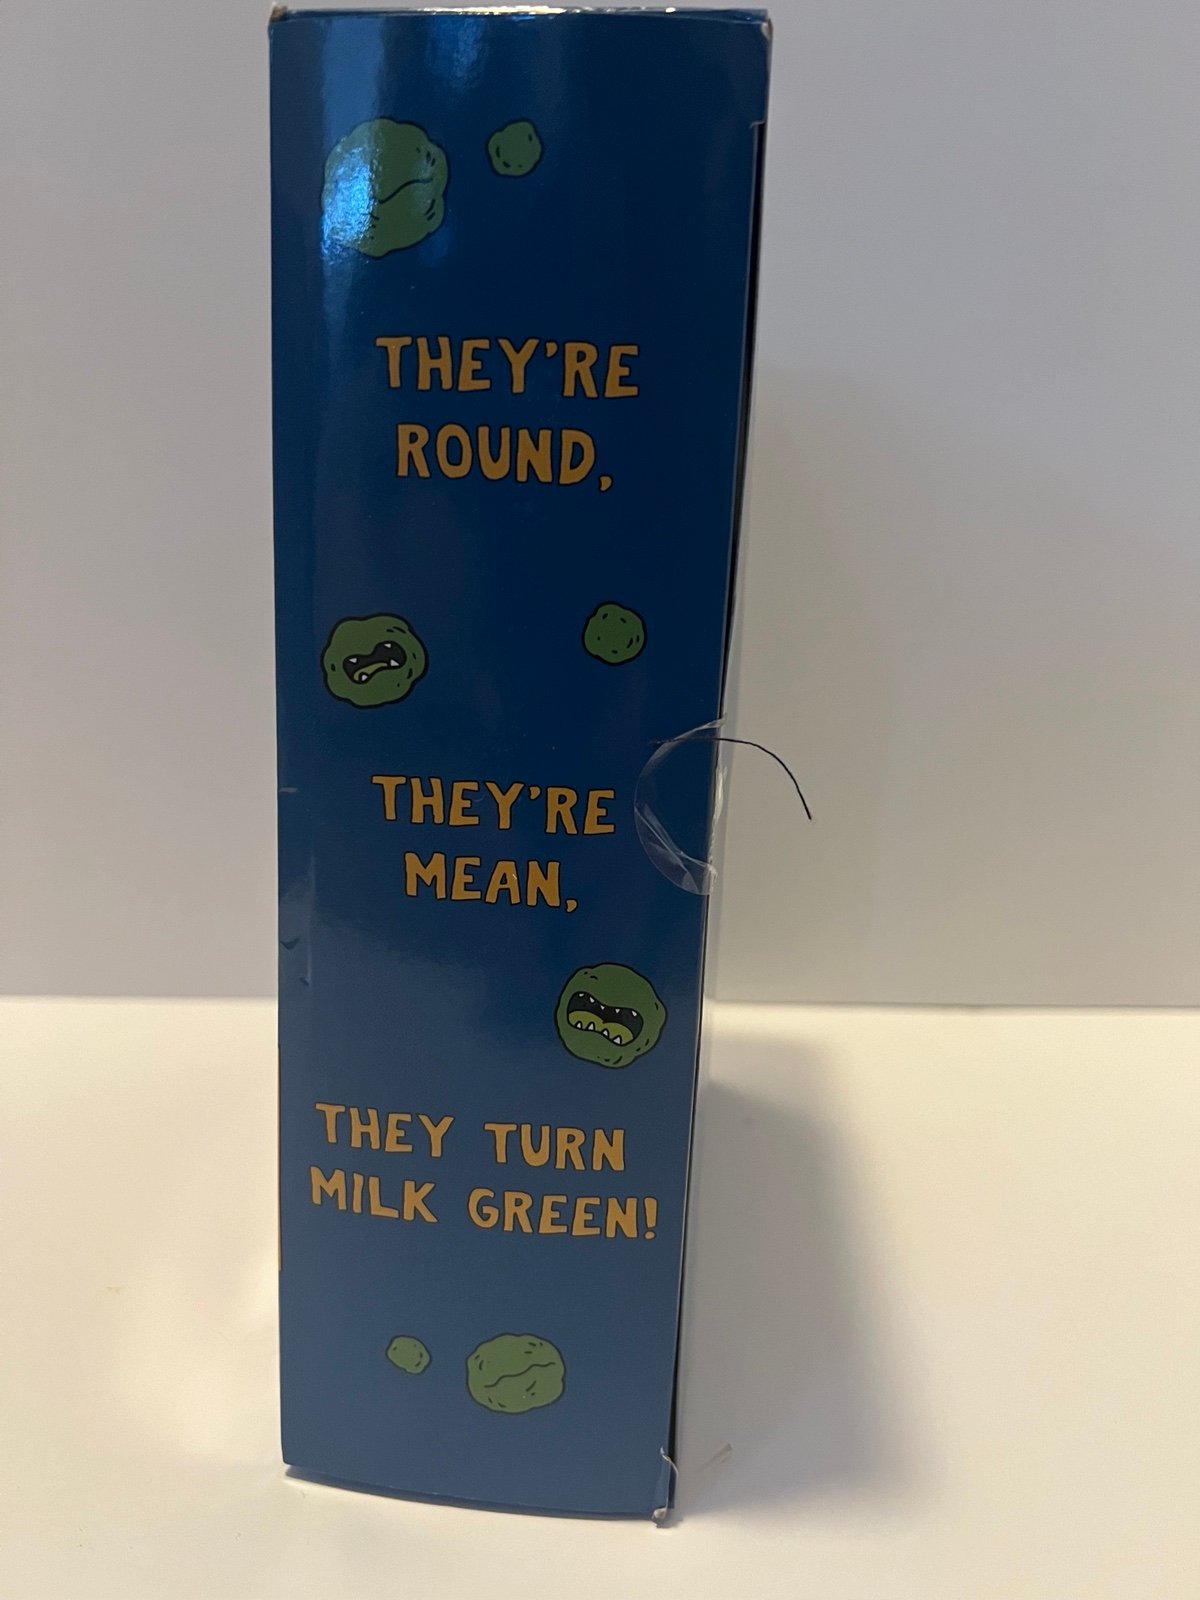 THEY'RE
ROUND,
THEY'RE
MEAN,
THEY TURN
MILK GREEN!